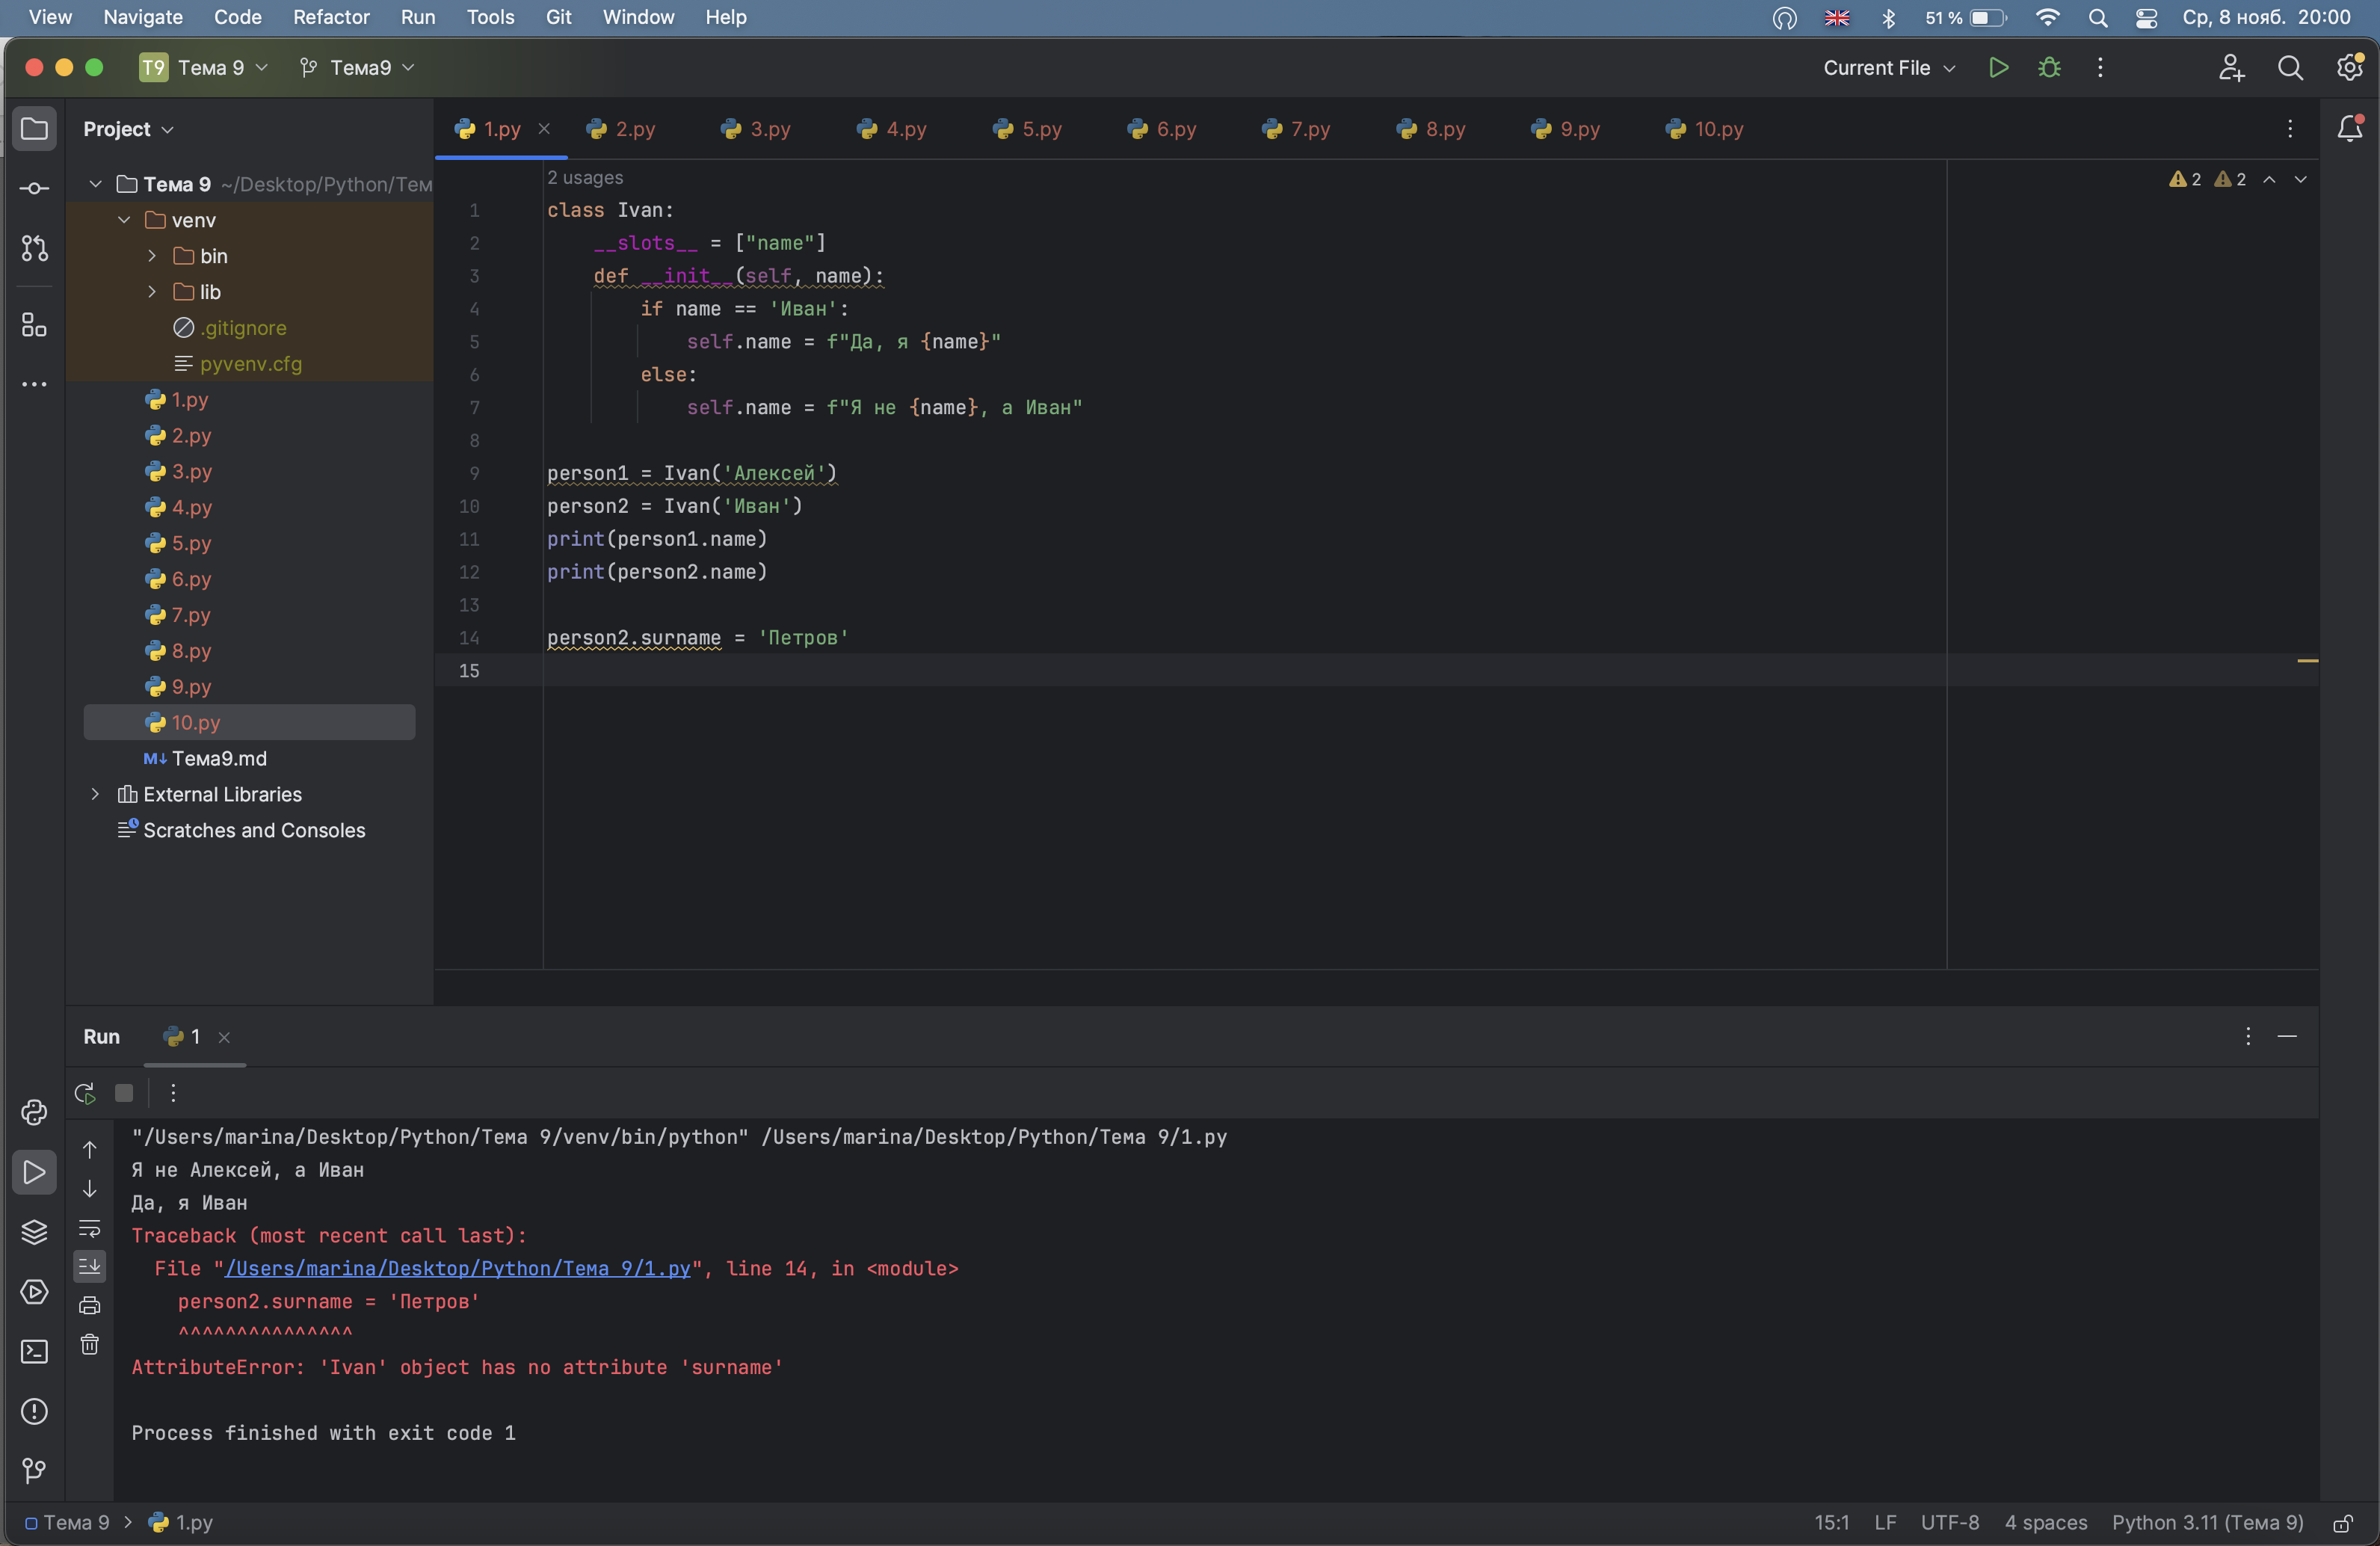 View Navigate Code Refactor Run Tools Git Window Help 51 % Ср, 8 нояб. 20:00
T9 Тема 9 Тема9 Current File
Project 1.py 2.py 3.py 4.py 5.py 6.py 7.py 8.py 9.py 10.py
Тема 9 ~/Desktop/Python/Тем
venv
bin
lib
.gitignore
pyvenv.cfg
1.py
2.py
3.py
4.py
5.py
6.py
7.py
8.py
9.py
10.py
M↓ Тема9.md
External Libraries
Scratches and Consoles
2 usages 2 2
1 class Ivan:
2 __slots__ = ["name"]
3 def __init__(self, name):
4 if name == 'Иван':
5 self.name = f"Да, я {name}"
6 else:
7 self.name = f"Я не {name}, а Иван"
8
9 person1 = Ivan('Алексей')
10 person2 = Ivan('Иван')
11 print(person1.name)
12 print(person2.name)
13
14 person2.surname = 'Петров'
15
Run 1
"/Users/marina/Desktop/Python/Тема 9/venv/bin/python" /Users/marina/Desktop/Python/Тема 9/1.py
Я не Алексей, а Иван
Да, я Иван
Traceback (most recent call last):
File "/Users/marina/Desktop/Python/Тема 9/1.py", line 14, in <module>
person2.surname = 'Петров'
^^^^^^^^^^^^^^^
AttributeError: 'Ivan' object has no attribute 'surname'
Process finished with exit code 1
Тема 9 > 1.py 15:1 LF UTF-8 4 spaces Python 3.11 (Тема 9)